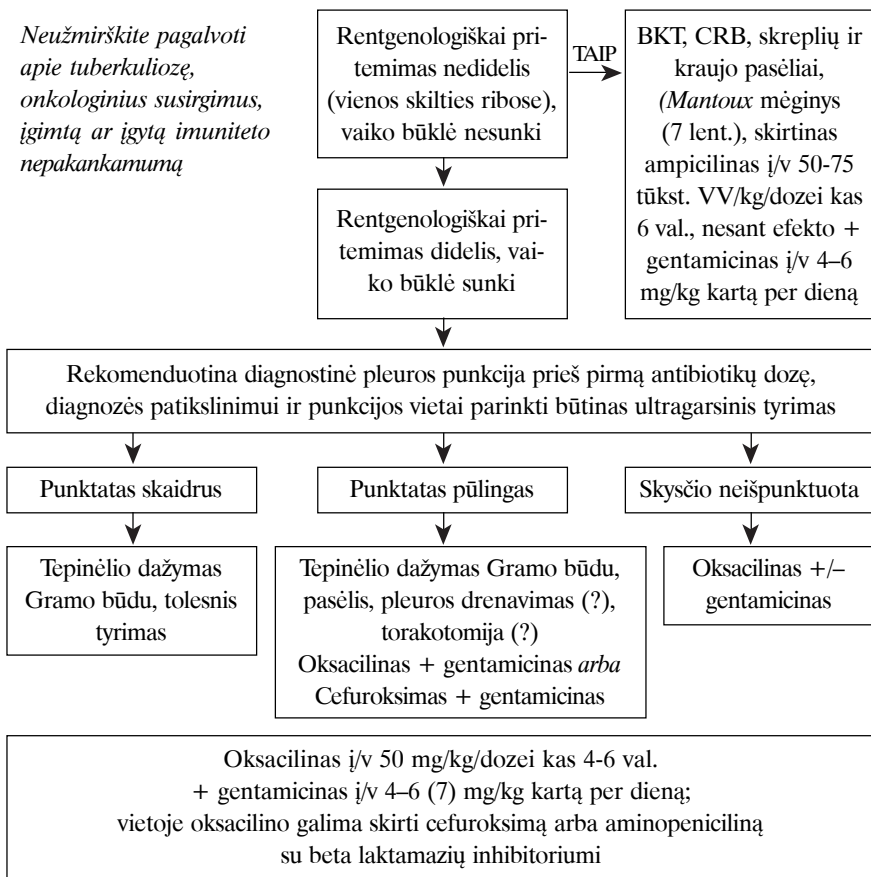 Neužmirškite pagalvoti
apie tuberkuliozę,
onkologinius susirgimus,
įgimtą ar įgytą imuniteto
nepakankamumą
Rentgenologiškai pri-
temimas nedidelis
(vienos skilties ribose),
vaiko būklė nesunki
TAIP
BKT, CRB, skreplių ir
kraujo pasėliai,
(Mantoux mėginys
(7 lent.), skirtinas
ampicilinas į/v 50-75
tūkst. VV/kg/dozei kas
6 val., nesant efekto +
gentamicinas į/v 4–6
mg/kg kartą per dieną
Rentgenologiškai pri-
temimas didelis, vai-
ko būklė sunki
Rekomenduotina diagnostinė pleuros punkcija prieš pirmą antibiotikų dozę,
diagnozės patikslinimui ir punkcijos vietai parinkti būtinas ultragarsinis tyrimas
Punktatas skaidrus
Punktatas pūlingas
Skysčio neišpunktuota
Tepinėlio dažymas
Gramo būdu, tolesnis
tyrimas
Tepinėlio dažymas Gramo būdu,
pasėlis, pleuros drenavimas (?),
torakotomija (?)
Oksacilinas + gentamicinas arba
Cefuroksimas + gentamicinas
Oksacilinas +/–
gentamicinas
Oksacilinas į/v 50 mg/kg/dozei kas 4-6 val.
+ gentamicinas į/v 4–6 (7) mg/kg kartą per dieną;
vietoje oksacilino galima skirti cefuroksimą arba aminopeniciliną
su beta laktamazių inhibitoriumi